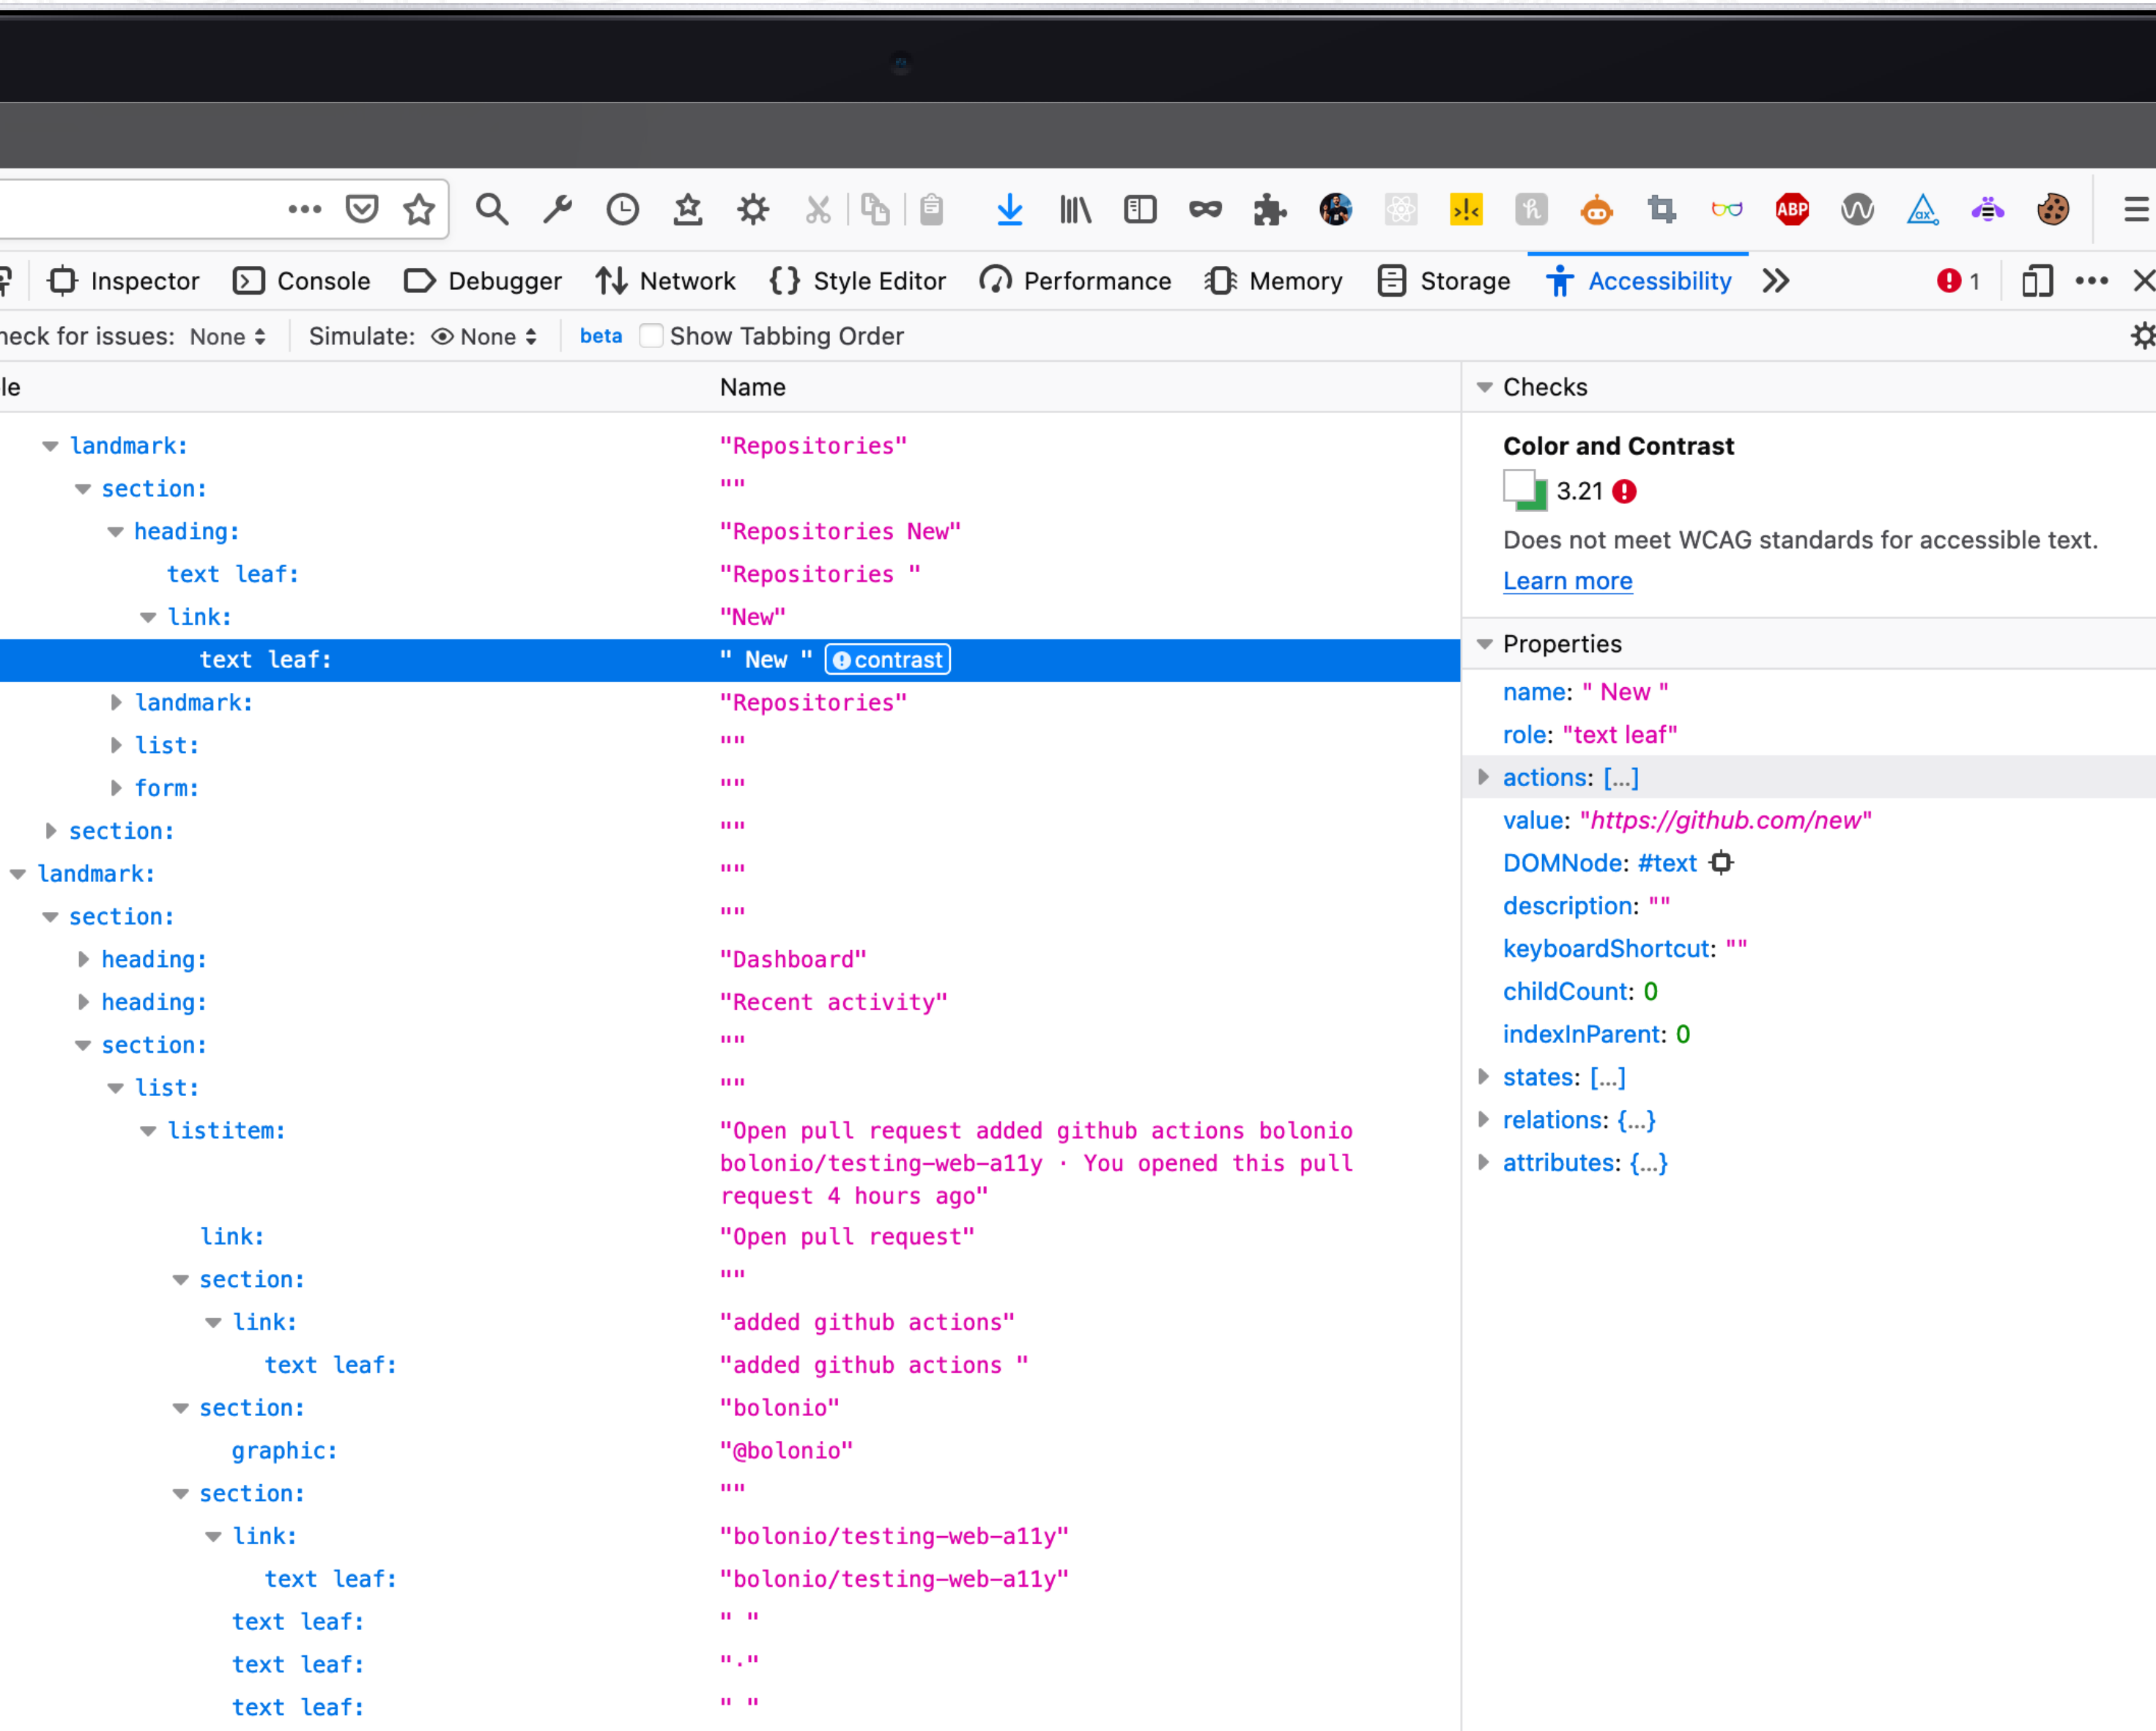 ABP
ax
Inspector
Console
Debugger
Network
{} Style Editor
Performance
Memory
Storage
Accessibility
1
heck for issues: None
Simulate: None
beta
Show Tabbing Order
le
Name
landmark: "Repositories"
section: ""
heading: "Repositories New"
text leaf: "Repositories "
link: "New"
text leaf: " New " contrast
landmark: "Repositories"
list: ""
form: ""
section: ""
landmark: ""
section: ""
heading: "Dashboard"
heading: "Recent activity"
section: ""
list: ""
listitem: "Open pull request added github actions bolonio
bolonio/testing-web-a11y · You opened this pull
request 4 hours ago"
link: "Open pull request"
section: ""
link: "added github actions"
text leaf: "added github actions "
section: "bolonio"
graphic: "@bolonio"
section: ""
link: "bolonio/testing-web-a11y"
text leaf: "bolonio/testing-web-a11y"
text leaf: " "
text leaf: "·"
text leaf: " "
Checks
Color and Contrast
3.21
Does not meet WCAG standards for accessible text.
Learn more
Properties
name: " New "
role: "text leaf"
actions: […]
value: "https://github.com/new"
DOMNode: #text
description: ""
keyboardShortcut: ""
childCount: 0
indexInParent: 0
states: […]
relations: {…}
attributes: {…}